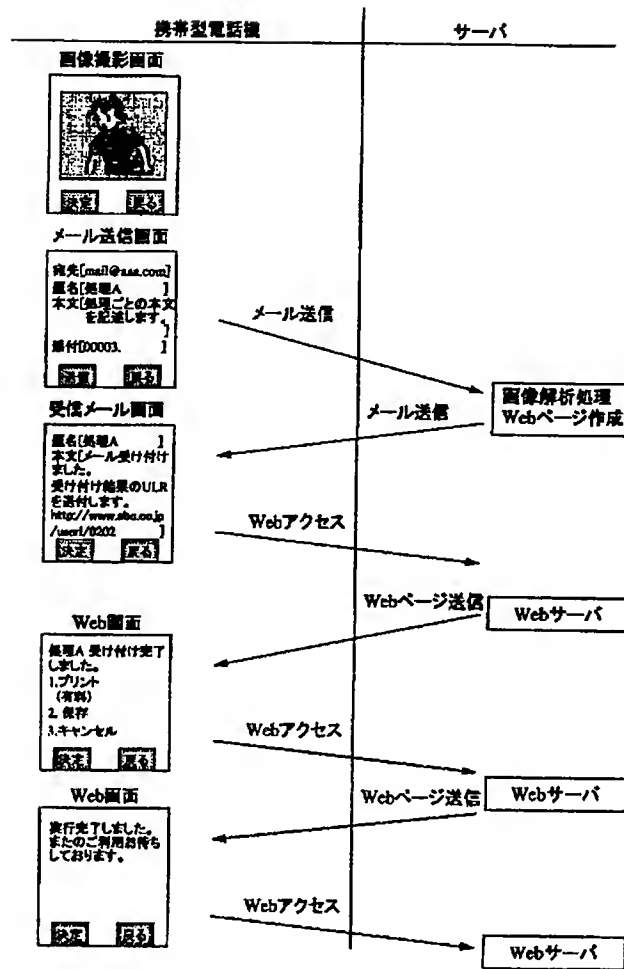 携帯型電話機
サーバ
画像撮影画面
決定
戻る
メール送信画面
宛先[mail@aaa.com]
題名[処理A
本文[処理ごとの本文
を記述します。
]
添付[00003. ]
送信
戻る
メール送信
画像解析処理
Webページ作成
メール送信
受信メール画面
題名[処理A ]
本文[メール受け付け
ました。
受け付け結果のULR
を送付します。
http://www.aba.co.jp
/user1/0202 ]
決定
戻る
Webアクセス
Webページ送信
Webサーバ
Web画面
処理A 受け付け完了
しました。
1.プリント
(有料)
2. 保存
3.キャンセル
決定
戻る
Webアクセス
Webサーバ
Webページ送信
Web画面
実行完了しました。
またのご利用お待ち
しております。
決定
戻る
Webアクセス
Webサーバ